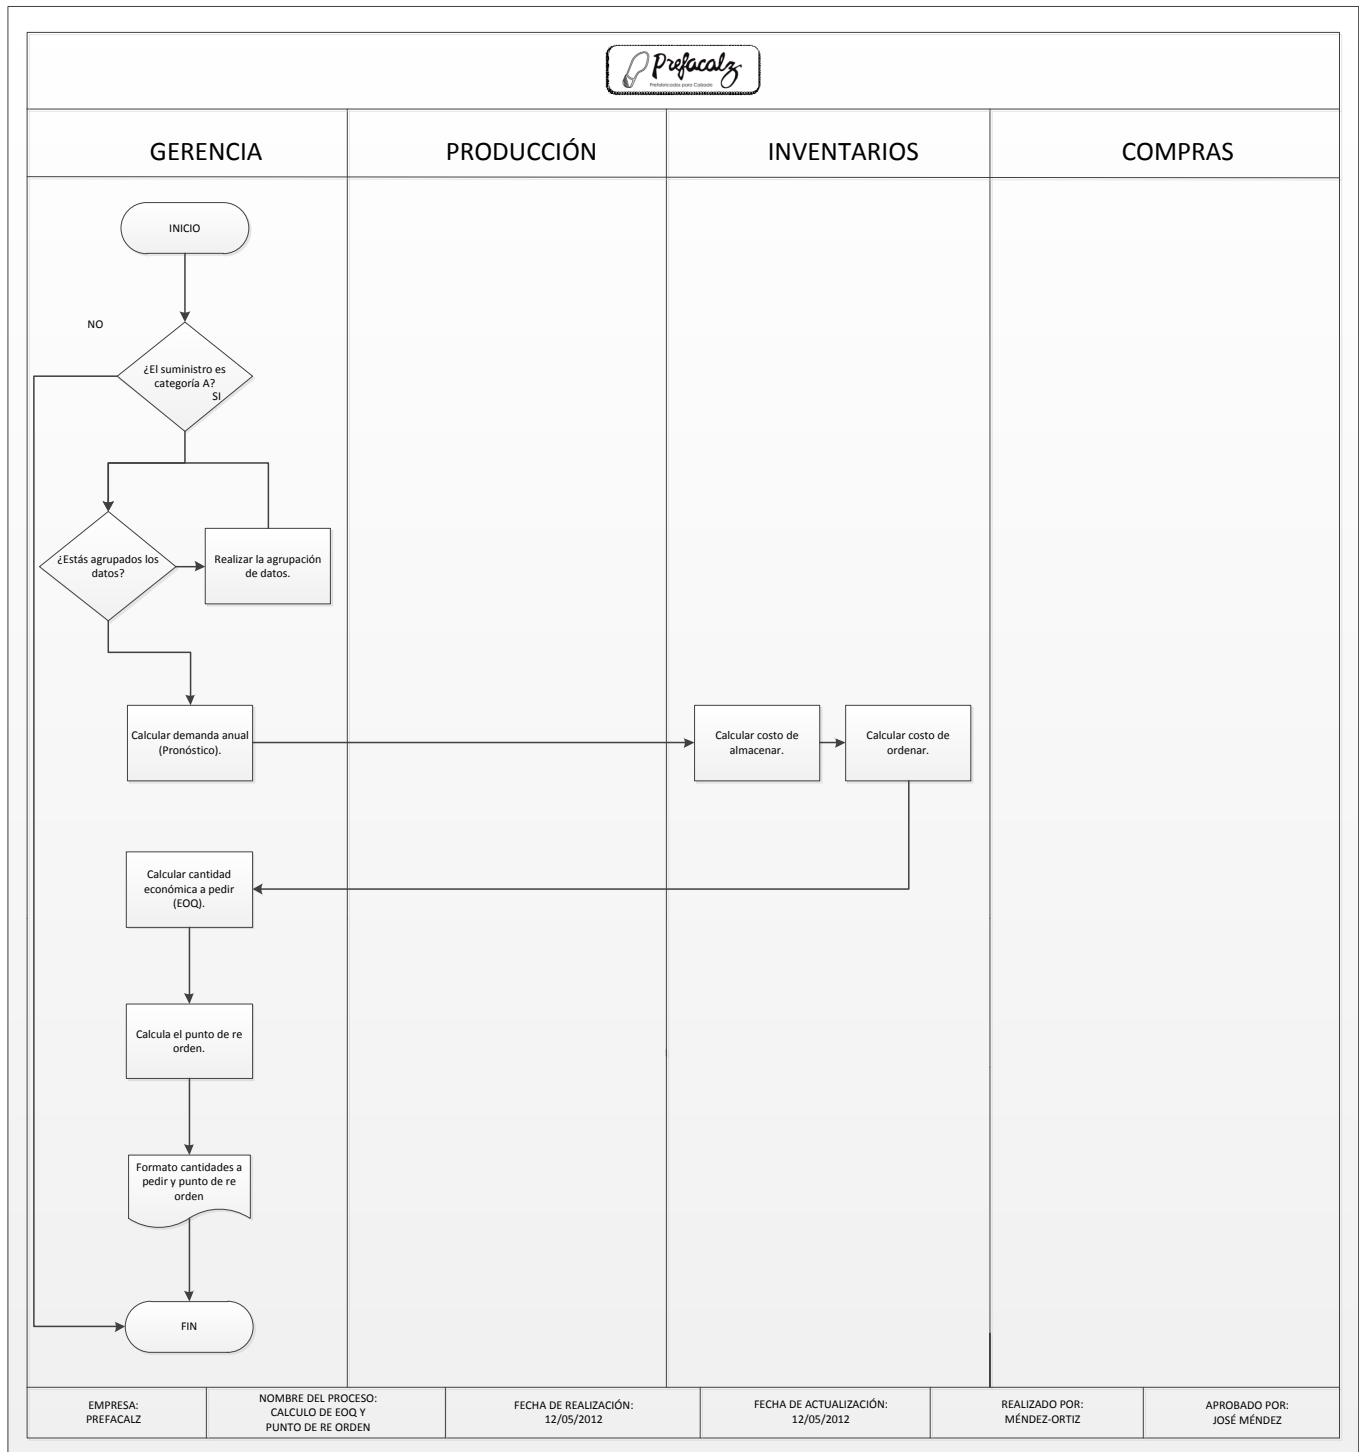 Prefacalz
Prefabricados para Calzado
GERENCIA
PRODUCCIÓN
INVENTARIOS
COMPRAS
INICIO
NO
¿El suministro es
categoría A?
SI
¿Estás agrupados los
datos?
Realizar la agrupación
de datos.
Calcular demanda anual
(Pronóstico).
Calcular costo de
almacenar.
Calcular costo de
ordenar.
Calcular cantidad
económica a pedir
(EOQ).
Calcula el punto de re
orden.
Formato cantidades a
pedir y punto de re
orden
FIN
EMPRESA:
PREFACALZ
NOMBRE DEL PROCESO:
CALCULO DE EOQ Y
PUNTO DE RE ORDEN
FECHA DE REALIZACIÓN:
12/05/2012
FECHA DE ACTUALIZACIÓN:
12/05/2012
REALIZADO POR:
MÉNDEZ-ORTIZ
APROBADO POR:
JOSÉ MÉNDEZ